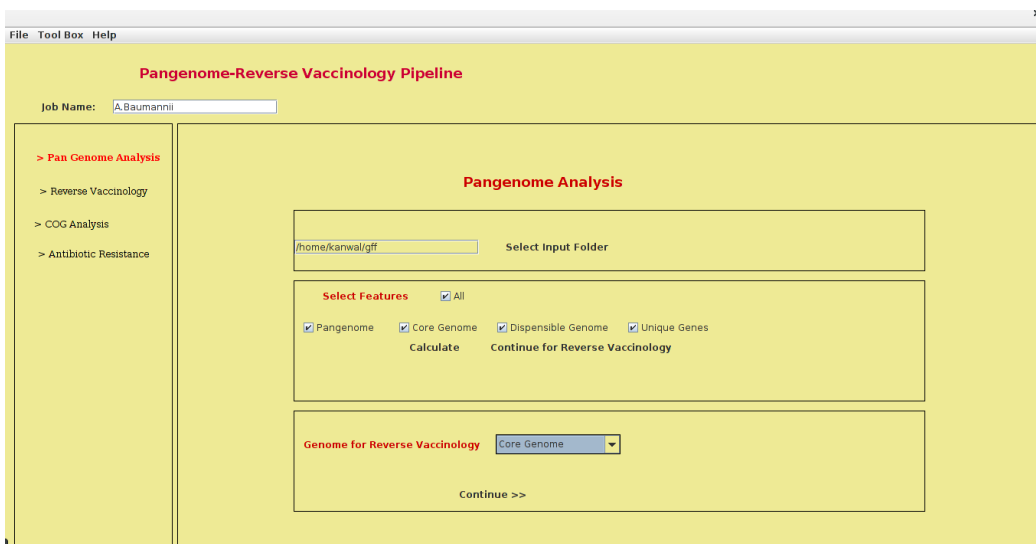 File Tool Box Help
Pangenome-Reverse Vaccinology Pipeline
Job Name: A.Baumannii
> Pan Genome Analysis
> Reverse Vaccinology
> COG Analysis
> Antibiotic Resistance
Pangenome Analysis
/home/kanwal/gff Select Input Folder
Select Features All
Pangenome Core Genome Dispensible Genome Unique Genes
Calculate Continue for Reverse Vaccinology
Genome for Reverse Vaccinology Core Genome
Continue >>